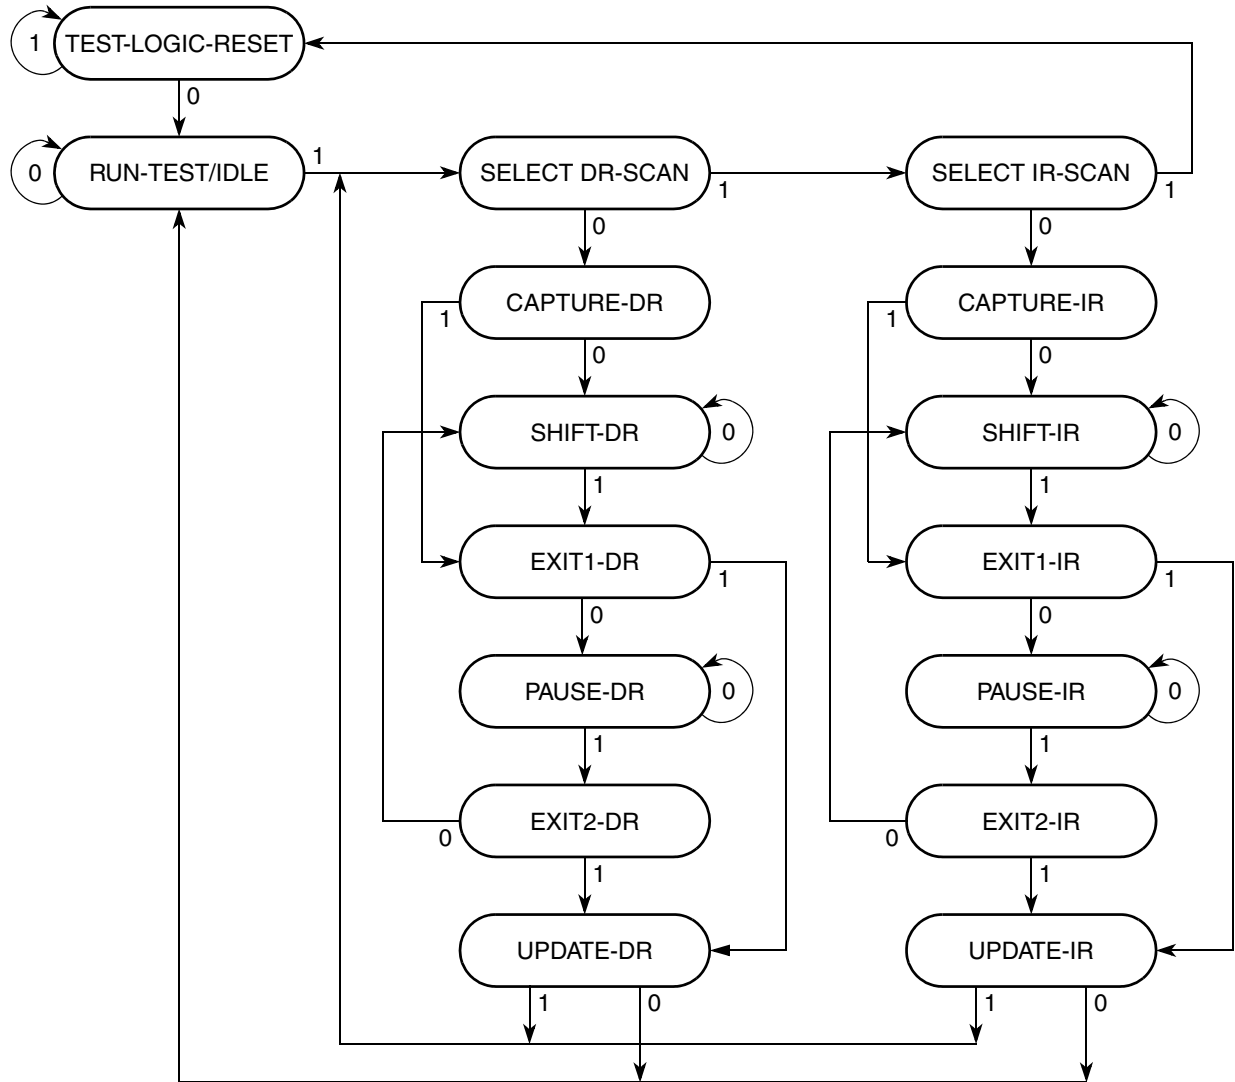 1
TEST-LOGIC-RESET
0
0
RUN-TEST/IDLE
1
SELECT DR-SCAN
1
SELECT IR-SCAN
1
0
0
CAPTURE-DR
1
0
CAPTURE-IR
1
0
SHIFT-DR
0
1
SHIFT-IR
0
1
EXIT1-DR
1
0
EXIT1-IR
1
0
PAUSE-DR
0
1
PAUSE-IR
0
1
EXIT2-DR
0
1
EXIT2-IR
0
1
UPDATE-DR
1
0
UPDATE-IR
1
0